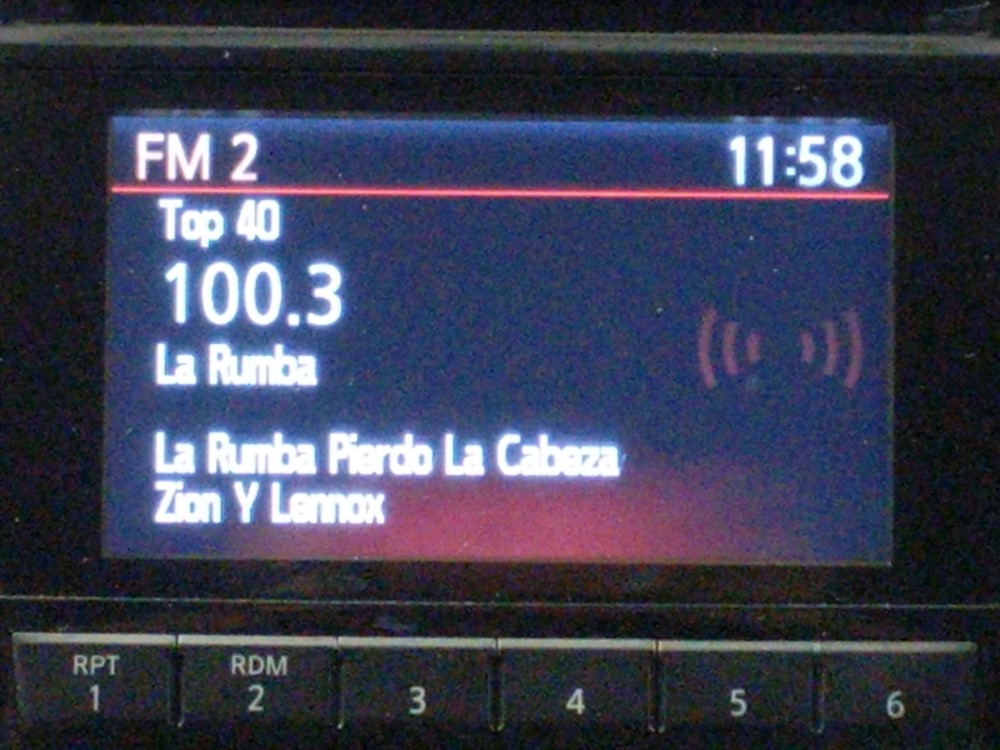 FM 2 11:58
Top 40
100.3
La Rumba
La Rumba Pierdo La Cabeza
Zion Y Lennox
RPT RDM
1 2 3 4 5 6